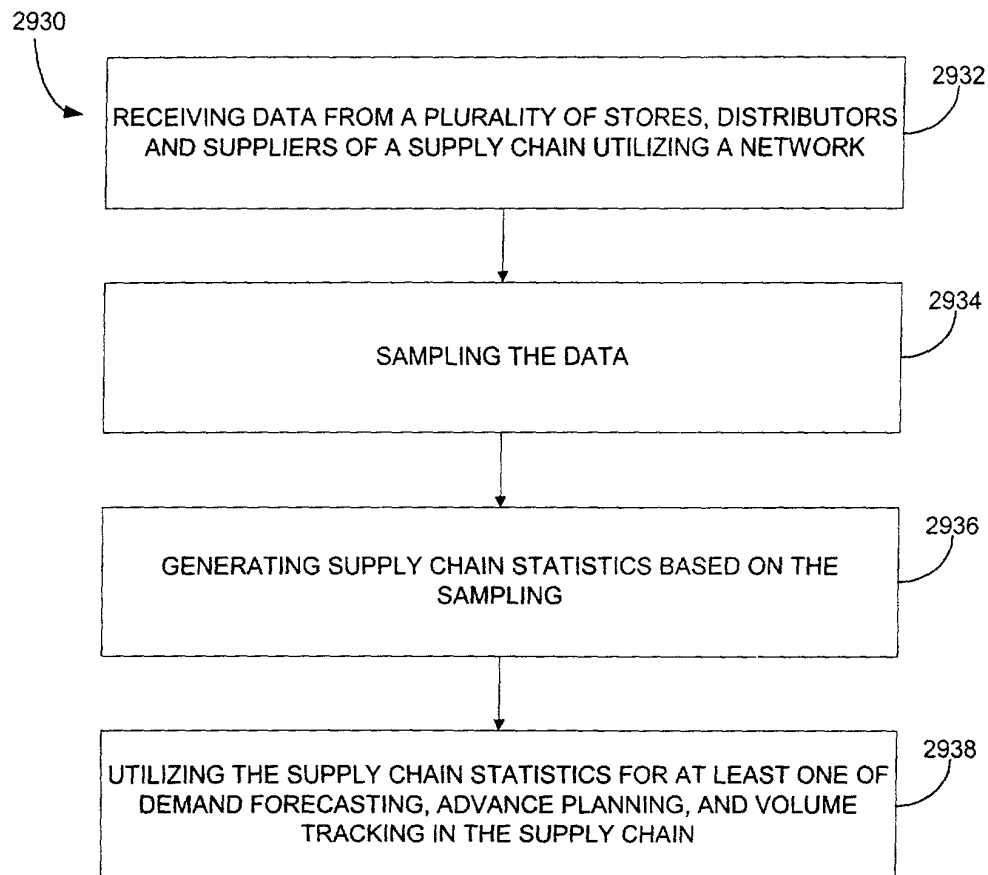 2930
2932
RECEIVING DATA FROM A PLURALITY OF STORES, DISTRIBUTORS
AND SUPPLIERS OF A SUPPLY CHAIN UTILIZING A NETWORK
2934
SAMPLING THE DATA
2936
GENERATING SUPPLY CHAIN STATISTICS BASED ON THE
SAMPLING
2938
UTILIZING THE SUPPLY CHAIN STATISTICS FOR AT LEAST ONE OF
DEMAND FORECASTING, ADVANCE PLANNING, AND VOLUME
TRACKING IN THE SUPPLY CHAIN